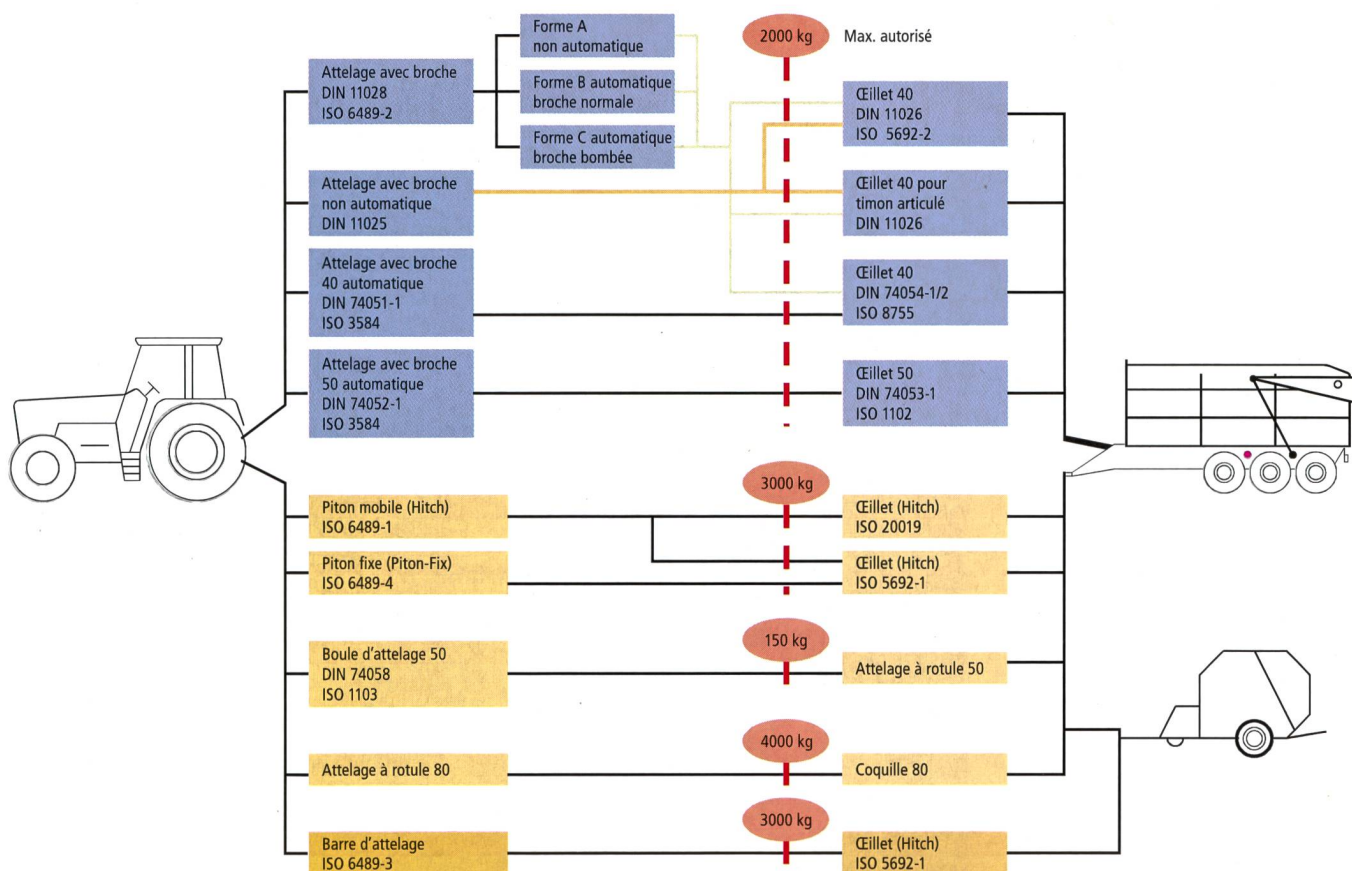 Forme A
non automatique
2000 kg
Max. autorisé
Attelage avec broche
DIN 11028
ISO 6489-2
Forme B automatique
broche normale
Forme C automatique
broche bombée
Œillet 40
DIN 11026
ISO 5692-2
Attelage avec broche
non automatique
DIN 11025
Œillet 40 pour
timon articulé
DIN 11026
Attelage avec broche
40 automatique
DIN 74051-1
ISO 3584
Œillet 40
DIN 74054-1/2
ISO 8755
Attelage avec broche
50 automatique
DIN 74052-1
ISO 3584
Œillet 50
DIN 74053-1
ISO 1102
3000 kg
Piton mobile (Hitch)
ISO 6489-1
Œillet (Hitch)
ISO 20019
Piton fixe (Piton-Fix)
ISO 6489-4
Œillet (Hitch)
ISO 5692-1
150 kg
Boule d'attelage 50
DIN 74058
ISO 1103
Attelage à rotule 50
4000 kg
Attelage à rotule 80
Coquille 80
3000 kg
Barre d'attelage
ISO 6489-3
Œillet (Hitch)
ISO 5692-1